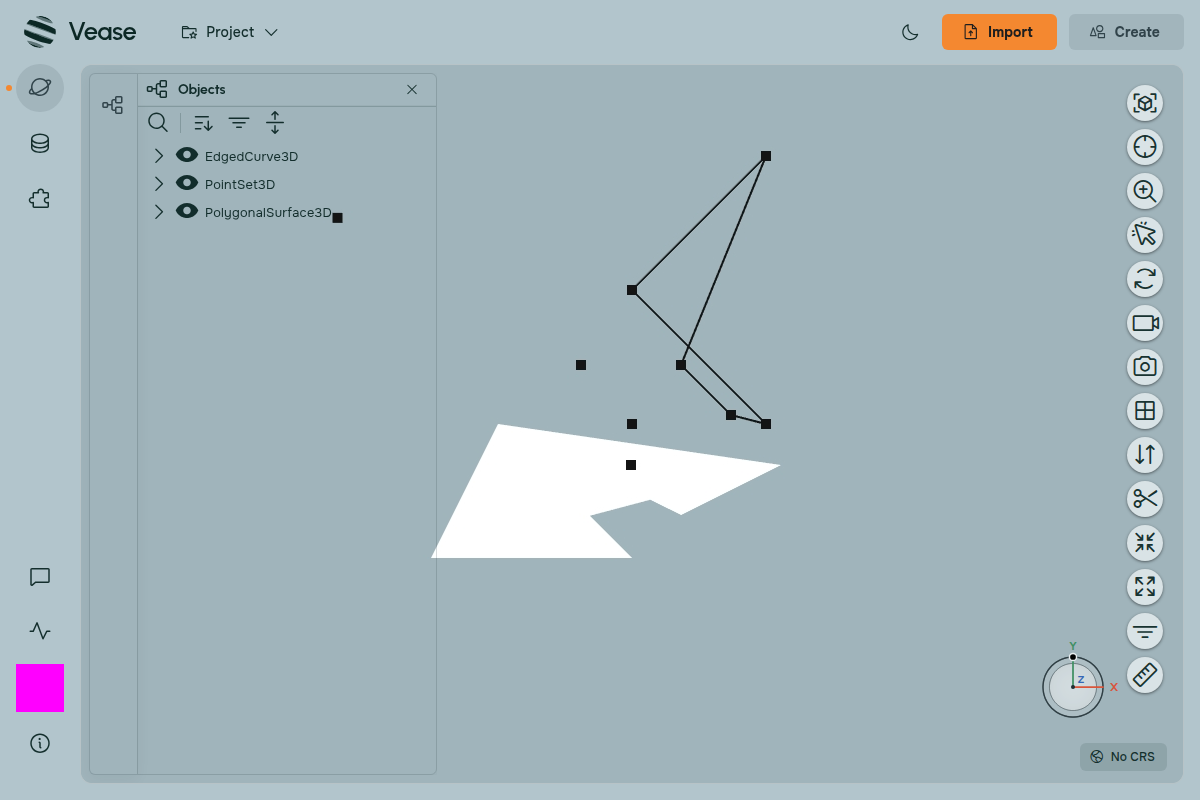 Vease
Project
Import
Create
Objects
EdgedCurve3D
PointSet3D
PolygonalSurface3D
Y
Z
X
No CRS